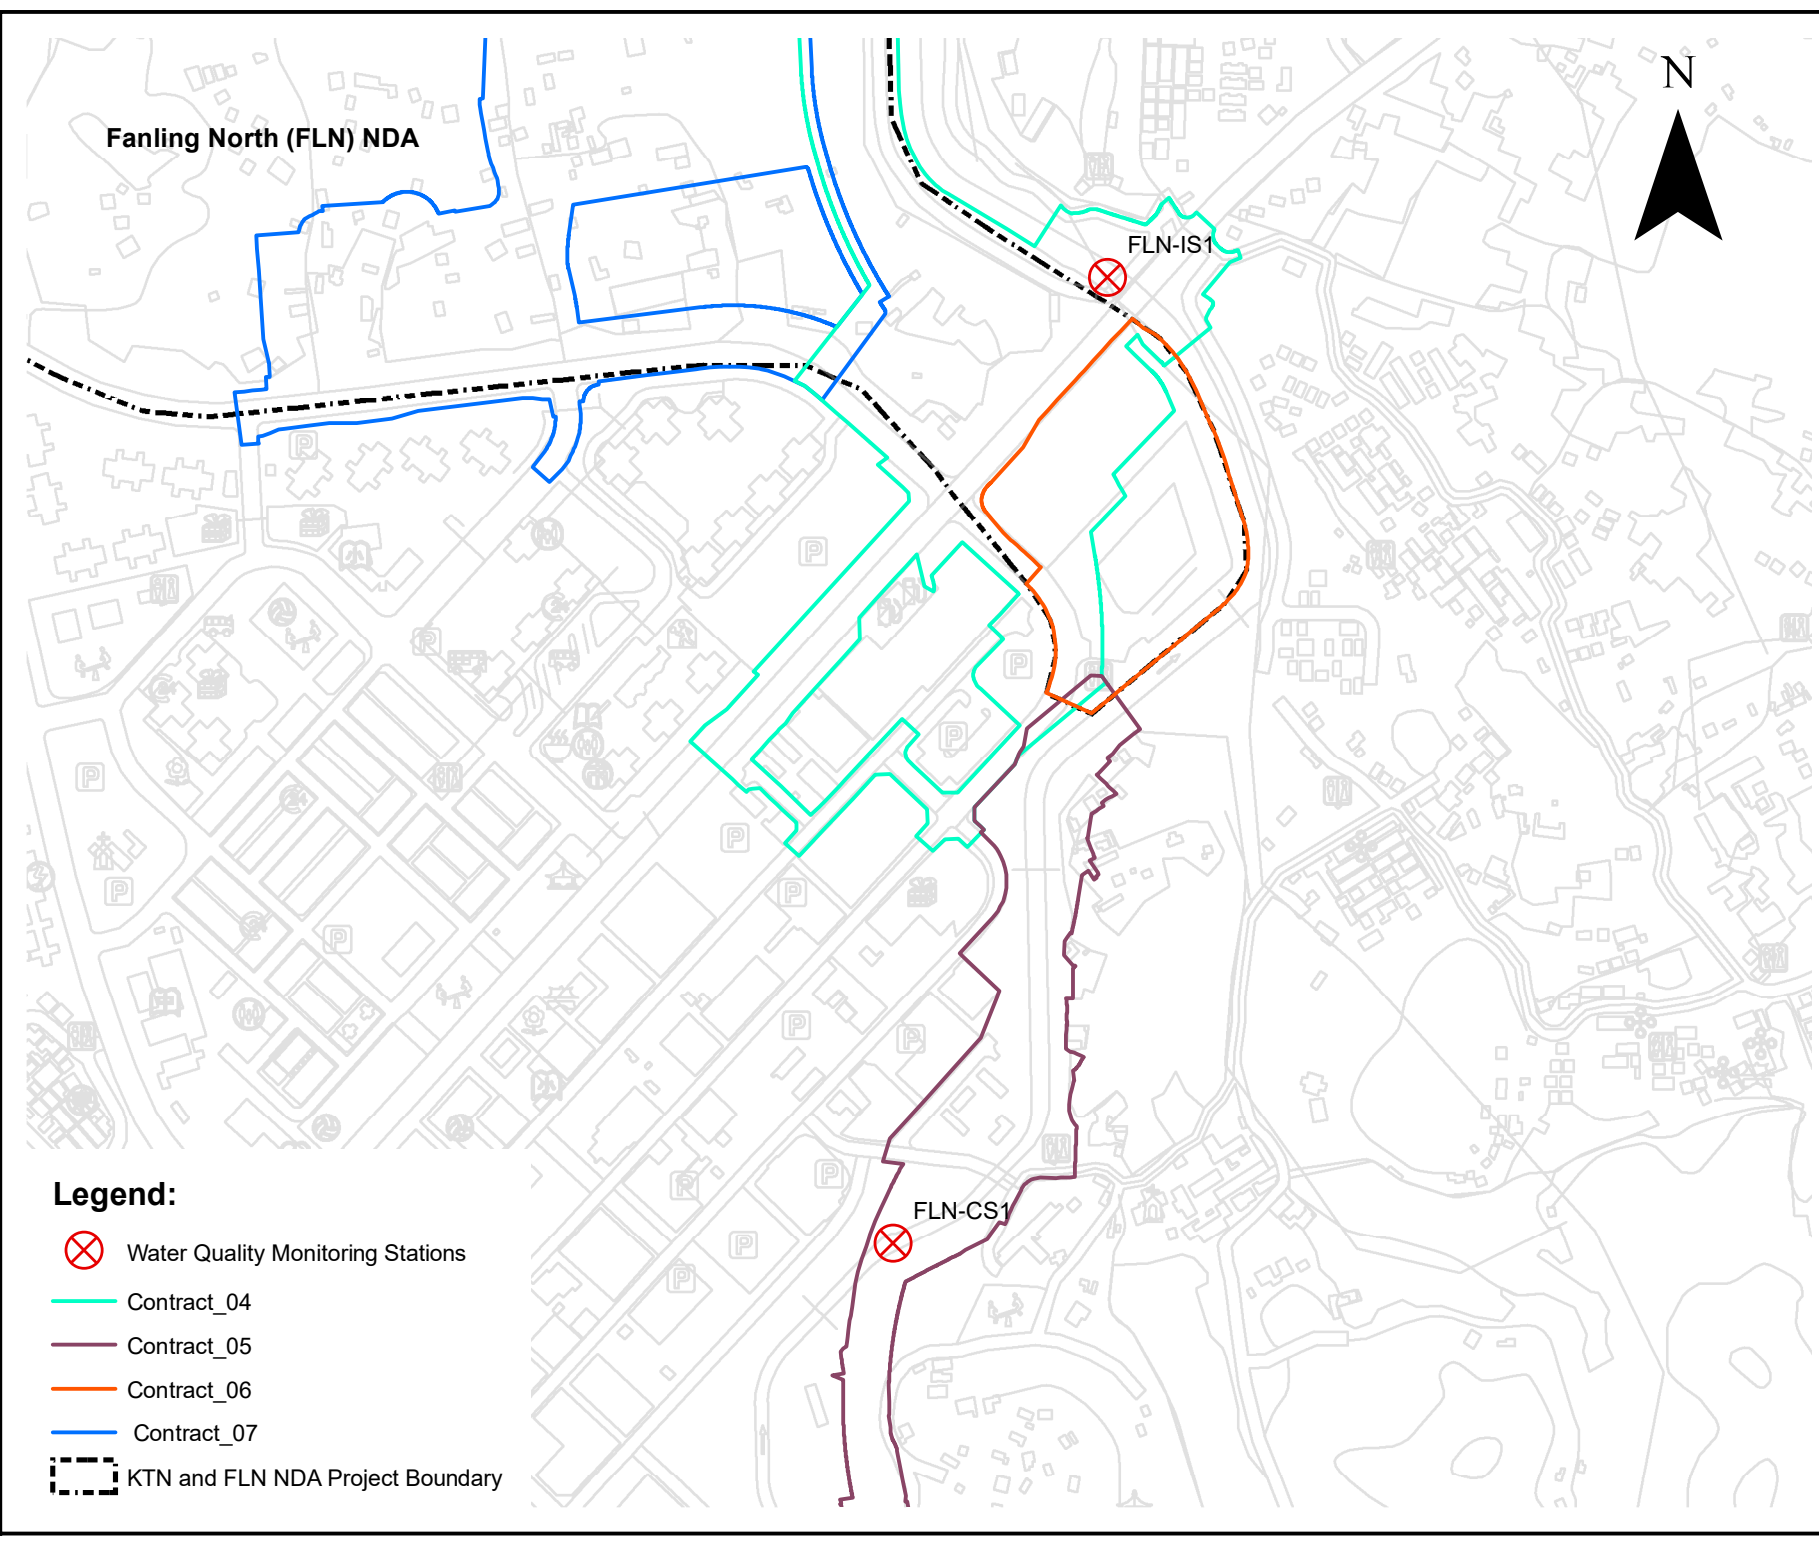 N
Fanling North (FLN) NDA
FLN-IS1
FLN-CS1
Legend:
Water Quality Monitoring Stations
Contract_04
Contract_05
Contract_06
Contract_07
KTN and FLN NDA Project Boundary